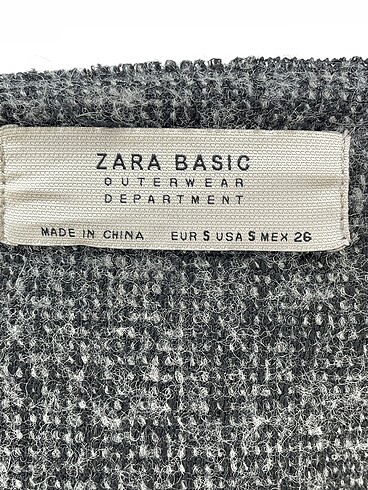 ZARA BASIC
OUTERWEAR
DEPARTMENT
MADE IN CHINA EUR S USA S MEX 26